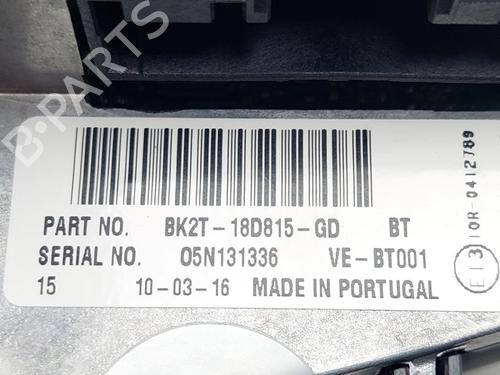 PART NO. BK2T-18D815-GD BT
SERIAL NO. 05N131336 VE-BT001
15 10-03-16 MADE IN PORTUGAL
E13 10R-0412789
B-PARTS